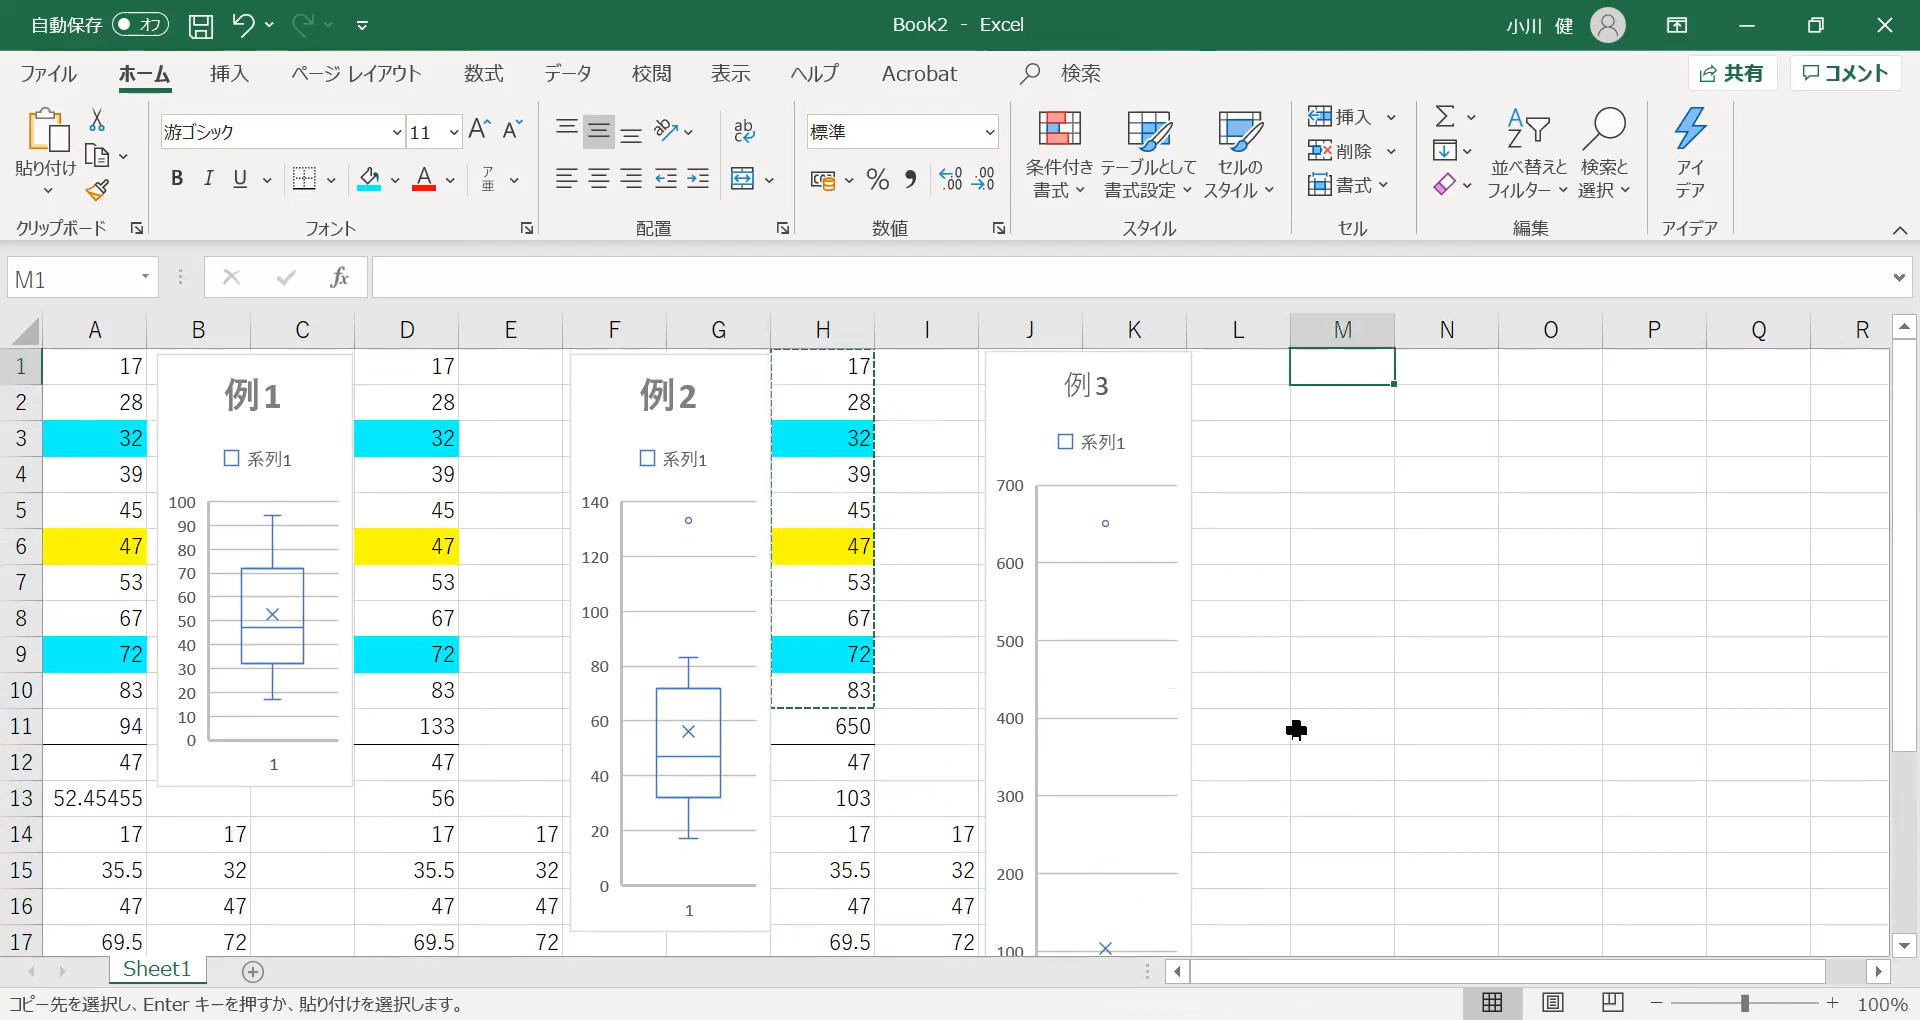 自動保存 オフ Book2 - Excel 小川 健
ファイル ホーム 挿入 ページ レイアウト 数式 データ 校閲 表示 ヘルプ Acrobat 検索 共有 コメント
貼り付け
クリップボード
游ゴシック 11
B I U A
フォント
ab
配置
標準
% .00 .00
数値
条件付き
書式
テーブルとして
書式設定
セルの
スタイル
スタイル
挿入
削除
書式
セル
並べ替えと
フィルター
検索と
選択
編集
アイ
デア
アイデア
M1 fx
A B C D E F G H I J K L M N O P Q R
1 17 17 17
2 28 28 28
3 32 32 32
4 39 39 39
5 45 45 45
6 47 47 47
7 53 53 53
8 67 67 67
9 72 72 72
10 83 83 83
11 94 133 650
12 47 47 47
13 52.45455 56 103
14 17 17 17 17 17 17
15 35.5 32 35.5 32 35.5 32
16 47 47 47 47 47 47
17 69.5 72 69.5 72 69.5 72
例1
系列1
100
90
80
70
60
50
40
30
20
10
0
1
例2
系列1
140
120
100
80
60
40
20
0
1
例3
系列1
700
600
500
400
300
200
100
Sheet1
コピー先を選択し、Enter キーを押すか、貼り付けを選択します。 100%